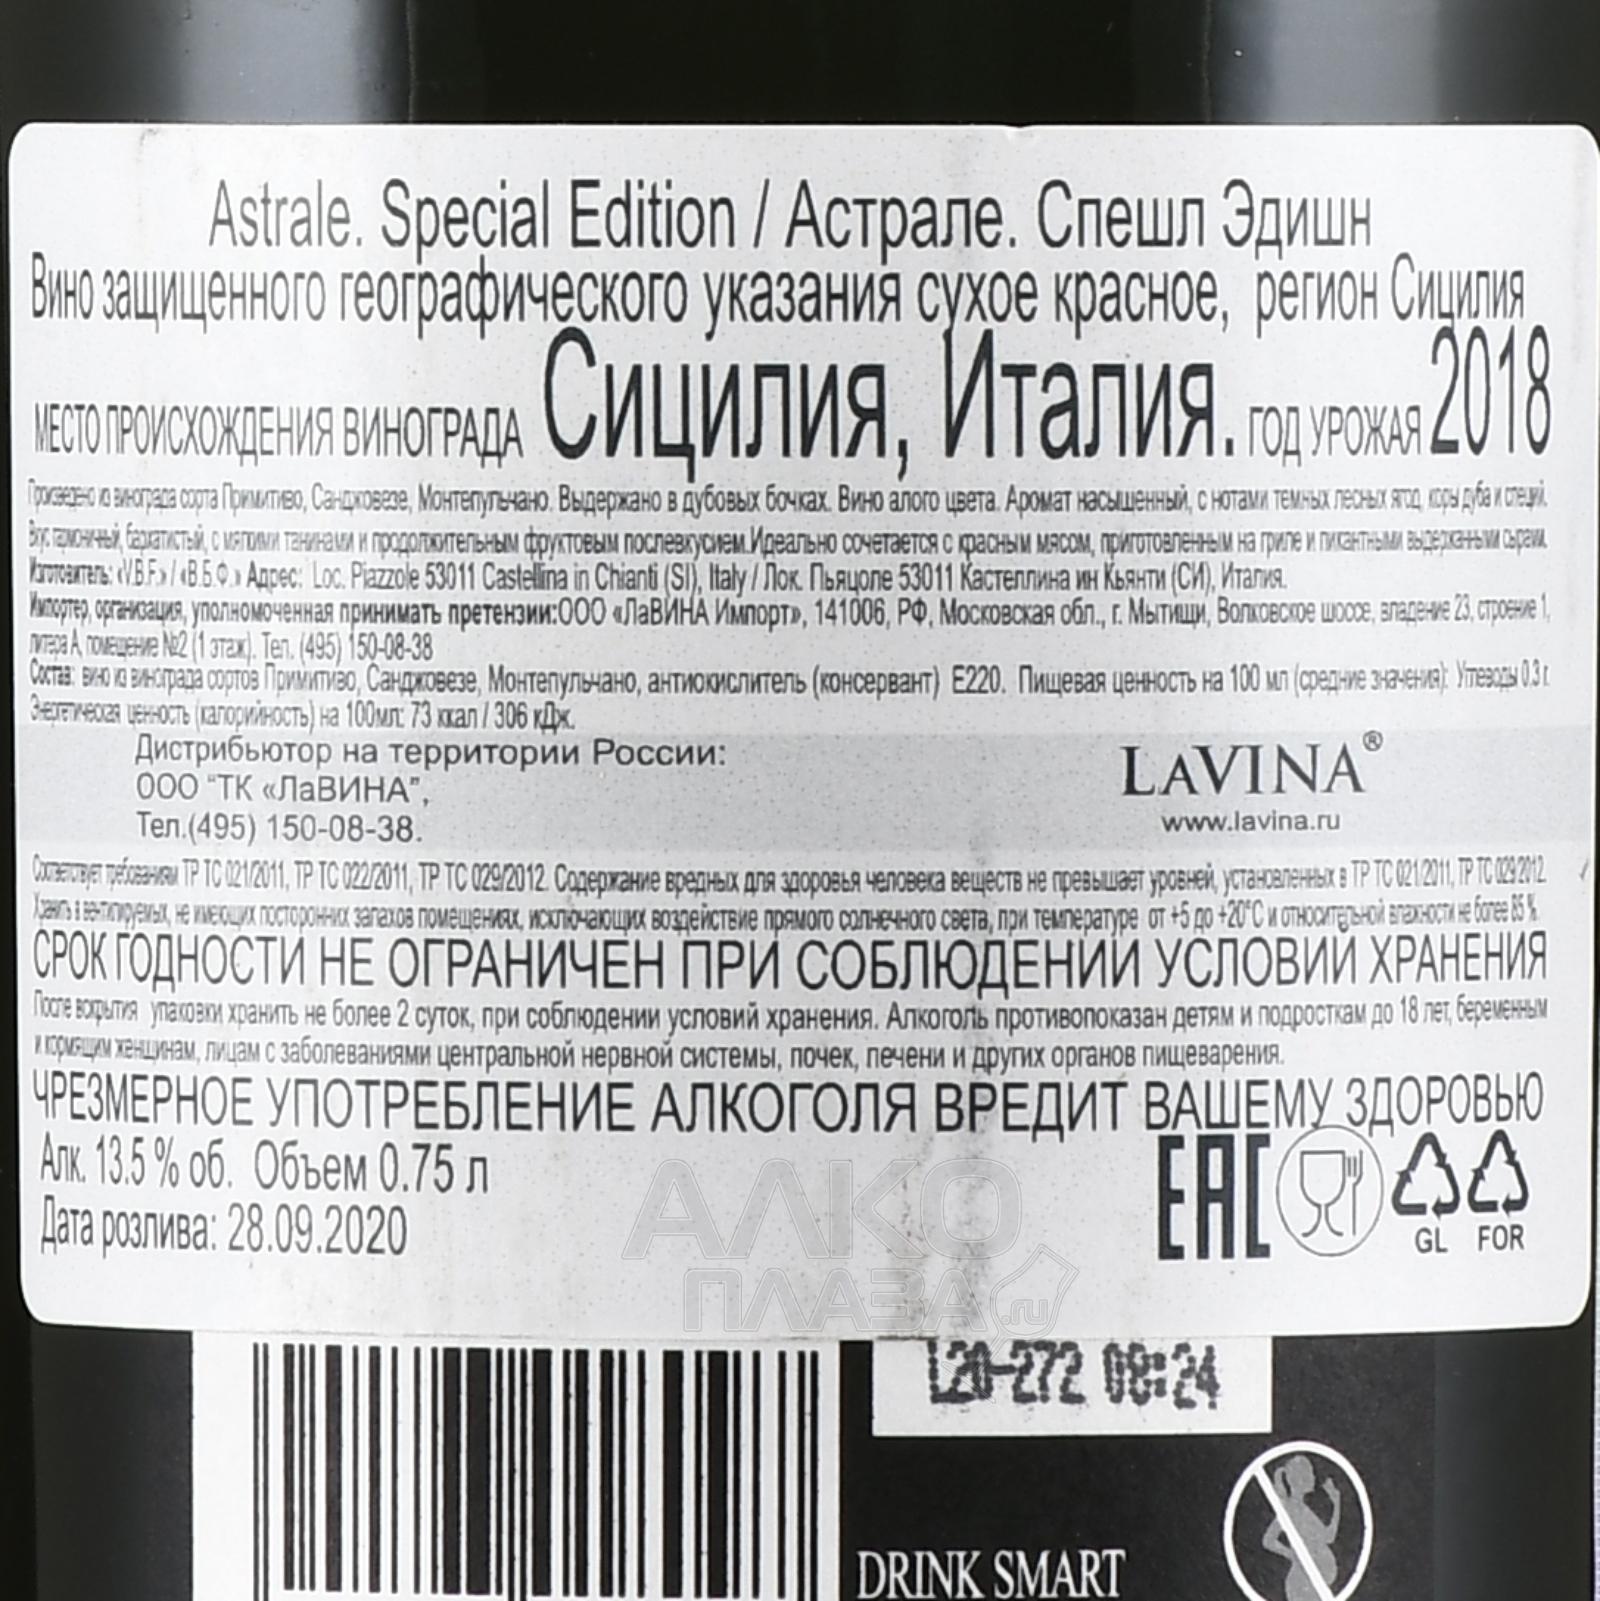 Astrale. Special Edition / Астрале. Спешл Эдишн
Вино защищенного географического указания сухое красное, регион Сицилия
МЕСТО ПРОИСХОЖДЕНИЯ ВИНОГРАДА Сицилия, Италия. ГОД УРОЖАЯ 2018
Произведено из винограда сорта Примитиво, Санджовезе, Монтепульчано. Выдержано в дубовых бочках. Вино алого цвета. Аромат насыщенный, с нотами темных лесных ягод, коры дуба и специй.
Вкус гармоничный, бархатистый, с мягкими танинами и продолжительным фруктовым послевкусием.Идеально сочетается с красным мясом, приготовленным на гриле и пикантными выдержанными сырами.
Изготовитель: «V.B.F.» / «В.Б.Ф.» Адрес: Loc. Piazzole 53011 Castellina in Chianti (SI), Italy / Лок. Пьяцоле 53011 Кастеллина ин Кьянти (СИ), Италия.
Импортер, организация, уполномоченная принимать претензии:ООО «ЛаВИНА Импорт», 141006, РФ, Московская обл., г. Мытищи, Волковское шоссе, владение 23, строение 1,
литера А, помещение №2 (1 этаж). Тел. (495) 150-08-38
Состав: вино из винограда сортов Примитиво, Санджовезе, Монтепульчано, антиокислитель (консервант) Е220. Пищевая ценность на 100 мл (средние значения): Углеводы 0.3 г.
Энергетическая ценность (калорийность) на 100мл: 73 ккал / 306 кДж.
Дистрибьютор на территории России:
ООО "ТК «ЛаВИНА",
Тел.(495) 150-08-38.
LAVINA®
www.lavina.ru
Соответствует требованиям ТР ТС 021/2011, ТР ТС 022/2011, ТР ТС 029/2012. Содержание вредных для здоровья человека веществ не превышает уровней, установленных в ТР ТС 021/2011, ТР ТС 029/2012.
Хранить в вентилируемых, не имеющих посторонних запахов помещениях, исключающих воздействие прямого солнечного света, при температуре от +5 до +20°С и относительной влажности не более 85 %.
СРОК ГОДНОСТИ НЕ ОГРАНИЧЕН ПРИ СОБЛЮДЕНИИ УСЛОВИЙ ХРАНЕНИЯ
После вскрытия упаковки хранить не более 2 суток, при соблюдении условий хранения. Алкоголь противопоказан детям и подросткам до 18 лет, беременным
и кормящим женщинам, лицам с заболеваниями центральной нервной системы, почек, печени и других органов пищеварения.
ЧРЕЗМЕРНОЕ УПОТРЕБЛЕНИЕ АЛКОГОЛЯ ВРЕДИТ ВАШЕМУ ЗДОРОВЬЮ
Алк. 13.5 % об. Объем 0.75 л
Дата розлива: 28.09.2020
EAC
GL FOR
АЛКО
ПЛАЗА
.ru
L20-272 08:24
DRINK SMART